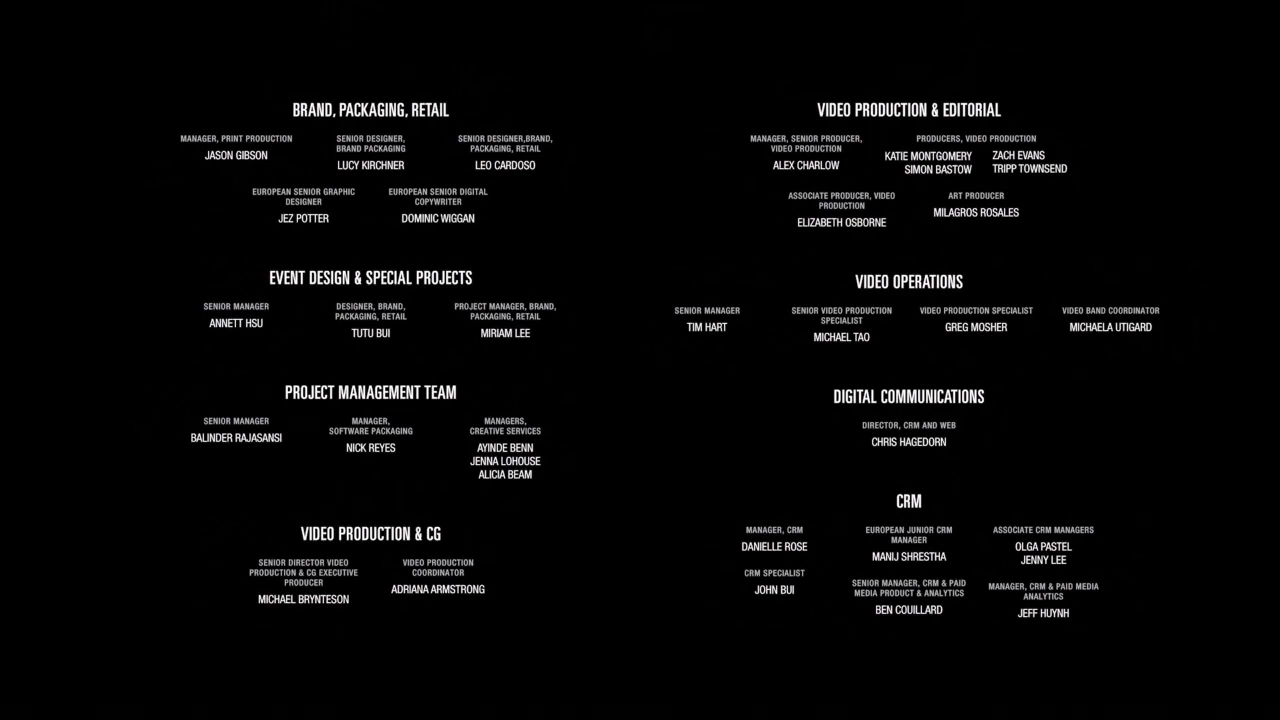 BRAND, PACKAGING, RETAIL
MANAGER, PRINT PRODUCTION
JASON GIBSON
SENIOR DESIGNER,
BRAND PACKAGING
LUCY KIRCHNER
SENIOR DESIGNER,BRAND,
PACKAGING, RETAIL
LEO CARDOSO
EUROPEAN SENIOR GRAPHIC
DESIGNER
JEZ POTTER
EUROPEAN SENIOR DIGITAL
COPYWRITER
DOMINIC WIGGAN
EVENT DESIGN & SPECIAL PROJECTS
SENIOR MANAGER
ANNETT HSU
DESIGNER, BRAND,
PACKAGING, RETAIL
TUTU BUI
PROJECT MANAGER, BRAND,
PACKAGING, RETAIL
MIRIAM LEE
PROJECT MANAGEMENT TEAM
SENIOR MANAGER
BALINDER RAJASANSI
MANAGER,
SOFTWARE PACKAGING
NICK REYES
MANAGERS,
CREATIVE SERVICES
AYINDE BENN
JENNA LOHOUSE
ALICIA BEAM
VIDEO PRODUCTION & CG
SENIOR DIRECTOR VIDEO
PRODUCTION & CG EXECUTIVE
PRODUCER
MICHAEL BRYNTESON
VIDEO PRODUCTION
COORDINATOR
ADRIANA ARMSTRONG
VIDEO PRODUCTION & EDITORIAL
MANAGER, SENIOR PRODUCER,
VIDEO PRODUCTION
ALEX CHARLOW
PRODUCERS, VIDEO PRODUCTION
KATIE MONTGOMERY
SIMON BASTOW
ZACH EVANS
TRIPP TOWNSEND
ASSOCIATE PRODUCER, VIDEO
PRODUCTION
ELIZABETH OSBORNE
ART PRODUCER
MILAGROS ROSALES
VIDEO OPERATIONS
SENIOR MANAGER
TIM HART
SENIOR VIDEO PRODUCTION
SPECIALIST
MICHAEL TAO
VIDEO PRODUCTION SPECIALIST
GREG MOSHER
VIDEO BAND COORDINATOR
MICHAELA UTIGARD
DIGITAL COMMUNICATIONS
DIRECTOR, CRM AND WEB
CHRIS HAGEDORN
CRM
MANAGER, CRM
DANIELLE ROSE
EUROPEAN JUNIOR CRM
MANAGER
MANIJ SHRESTHA
ASSOCIATE CRM MANAGERS
OLGA PASTEL
JENNY LEE
CRM SPECIALIST
JOHN BUI
SENIOR MANAGER, CRM & PAID
MEDIA PRODUCT & ANALYTICS
BEN COUILLARD
MANAGER, CRM & PAID MEDIA
ANALYTICS
JEFF HUYNH